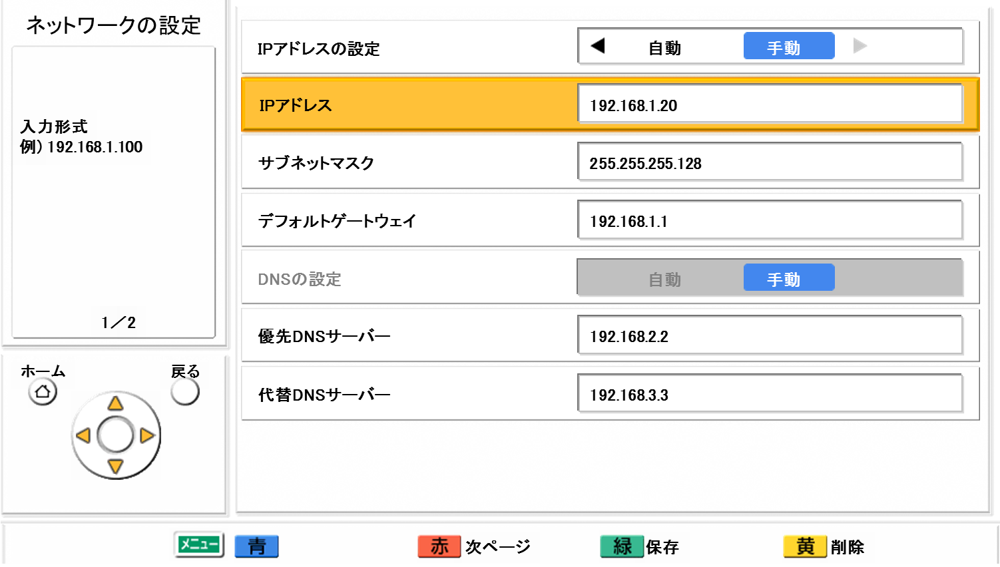 ネットワークの設定
入力形式
例) 192.168.1.100
1／2
ホーム
戻る
IPアドレスの設定 自動 手動
IPアドレス 192.168.1.20
サブネットマスク 255.255.255.128
デフォルトゲートウェイ 192.168.1.1
DNSの設定 自動 手動
優先DNSサーバー 192.168.2.2
代替DNSサーバー 192.168.3.3
メニュー 青 赤 次ページ 緑 保存 黄 削除